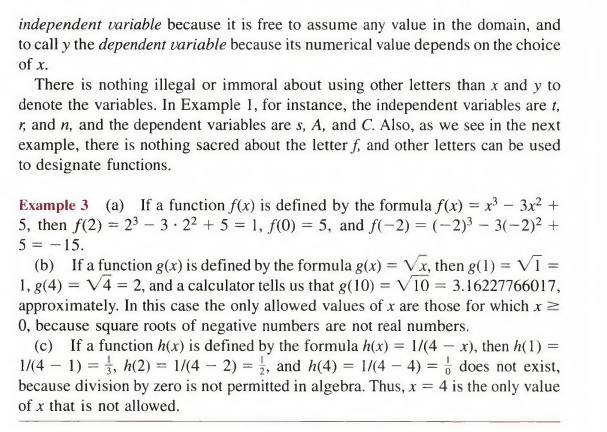 independent variable because it is free to assume any value in the domain, and
to call y the dependent variable because its numerical value depends on the choice
of x.
There is nothing illegal or immoral about using other letters than x and y to
denote the variables. In Example 1, for instance, the independent variables are t,
r, and n, and the dependent variables are s, A, and C. Also, as we see in the next
example, there is nothing sacred about the letter f, and other letters can be used
to designate functions.
Example 3 (a) If a function f(x) is defined by the formula f(x) = x³ − 3x² +
5, then f(2) = 2³ − 3 · 2² + 5 = 1, f(0) = 5, and f(−2) = (−2)³ − 3(−2)² +
5 = −15.
(b) If a function g(x) is defined by the formula g(x) = √x, then g(1) = √1 =
1, g(4) = √4 = 2, and a calculator tells us that g(10) = √10 = 3.16227766017,
approximately. In this case the only allowed values of x are those for which x ≥
0, because square roots of negative numbers are not real numbers.
(c) If a function h(x) is defined by the formula h(x) = 1/(4 − x), then h(1) =
1/(4 − 1) = 1/3, h(2) = 1/(4 − 2) = 1/2, and h(4) = 1/(4 − 4) = 1/0 does not exist,
because division by zero is not permitted in algebra. Thus, x = 4 is the only value
of x that is not allowed.